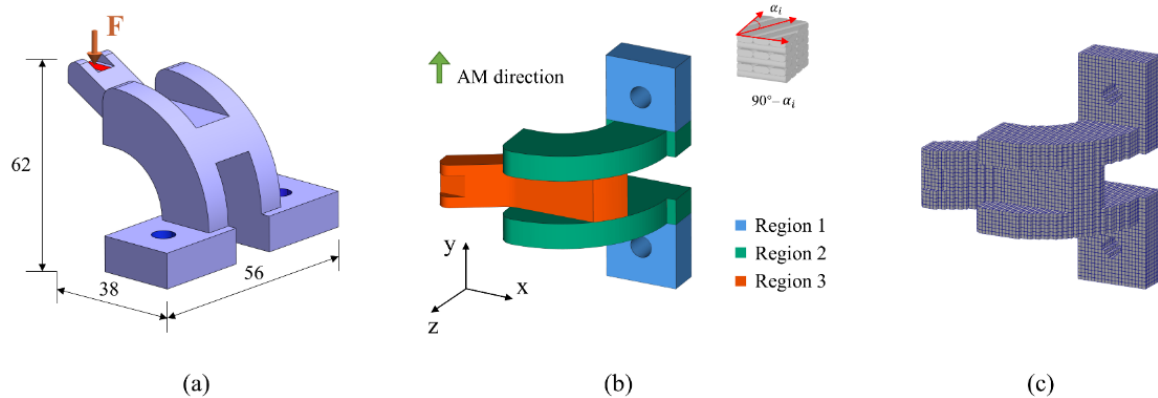 F
62
38
56
(a)
AM direction
αᵢ
90°– αᵢ
y
x
z
Region 1
Region 2
Region 3
(b)
(c)